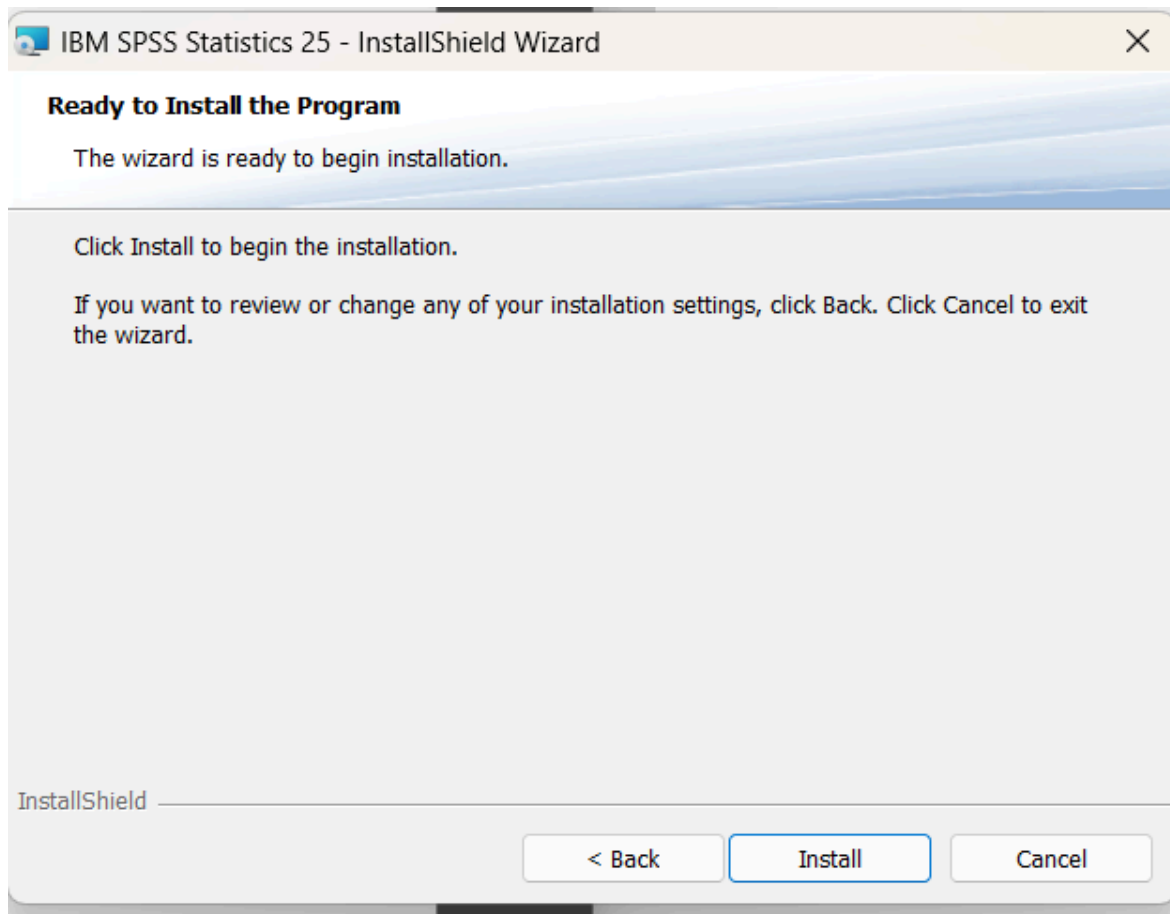 IBM SPSS Statistics 25 - InstallShield Wizard
Ready to Install the Program
The wizard is ready to begin installation.
Click Install to begin the installation.
If you want to review or change any of your installation settings, click Back. Click Cancel to exit
the wizard.
InstallShield
< Back Install Cancel